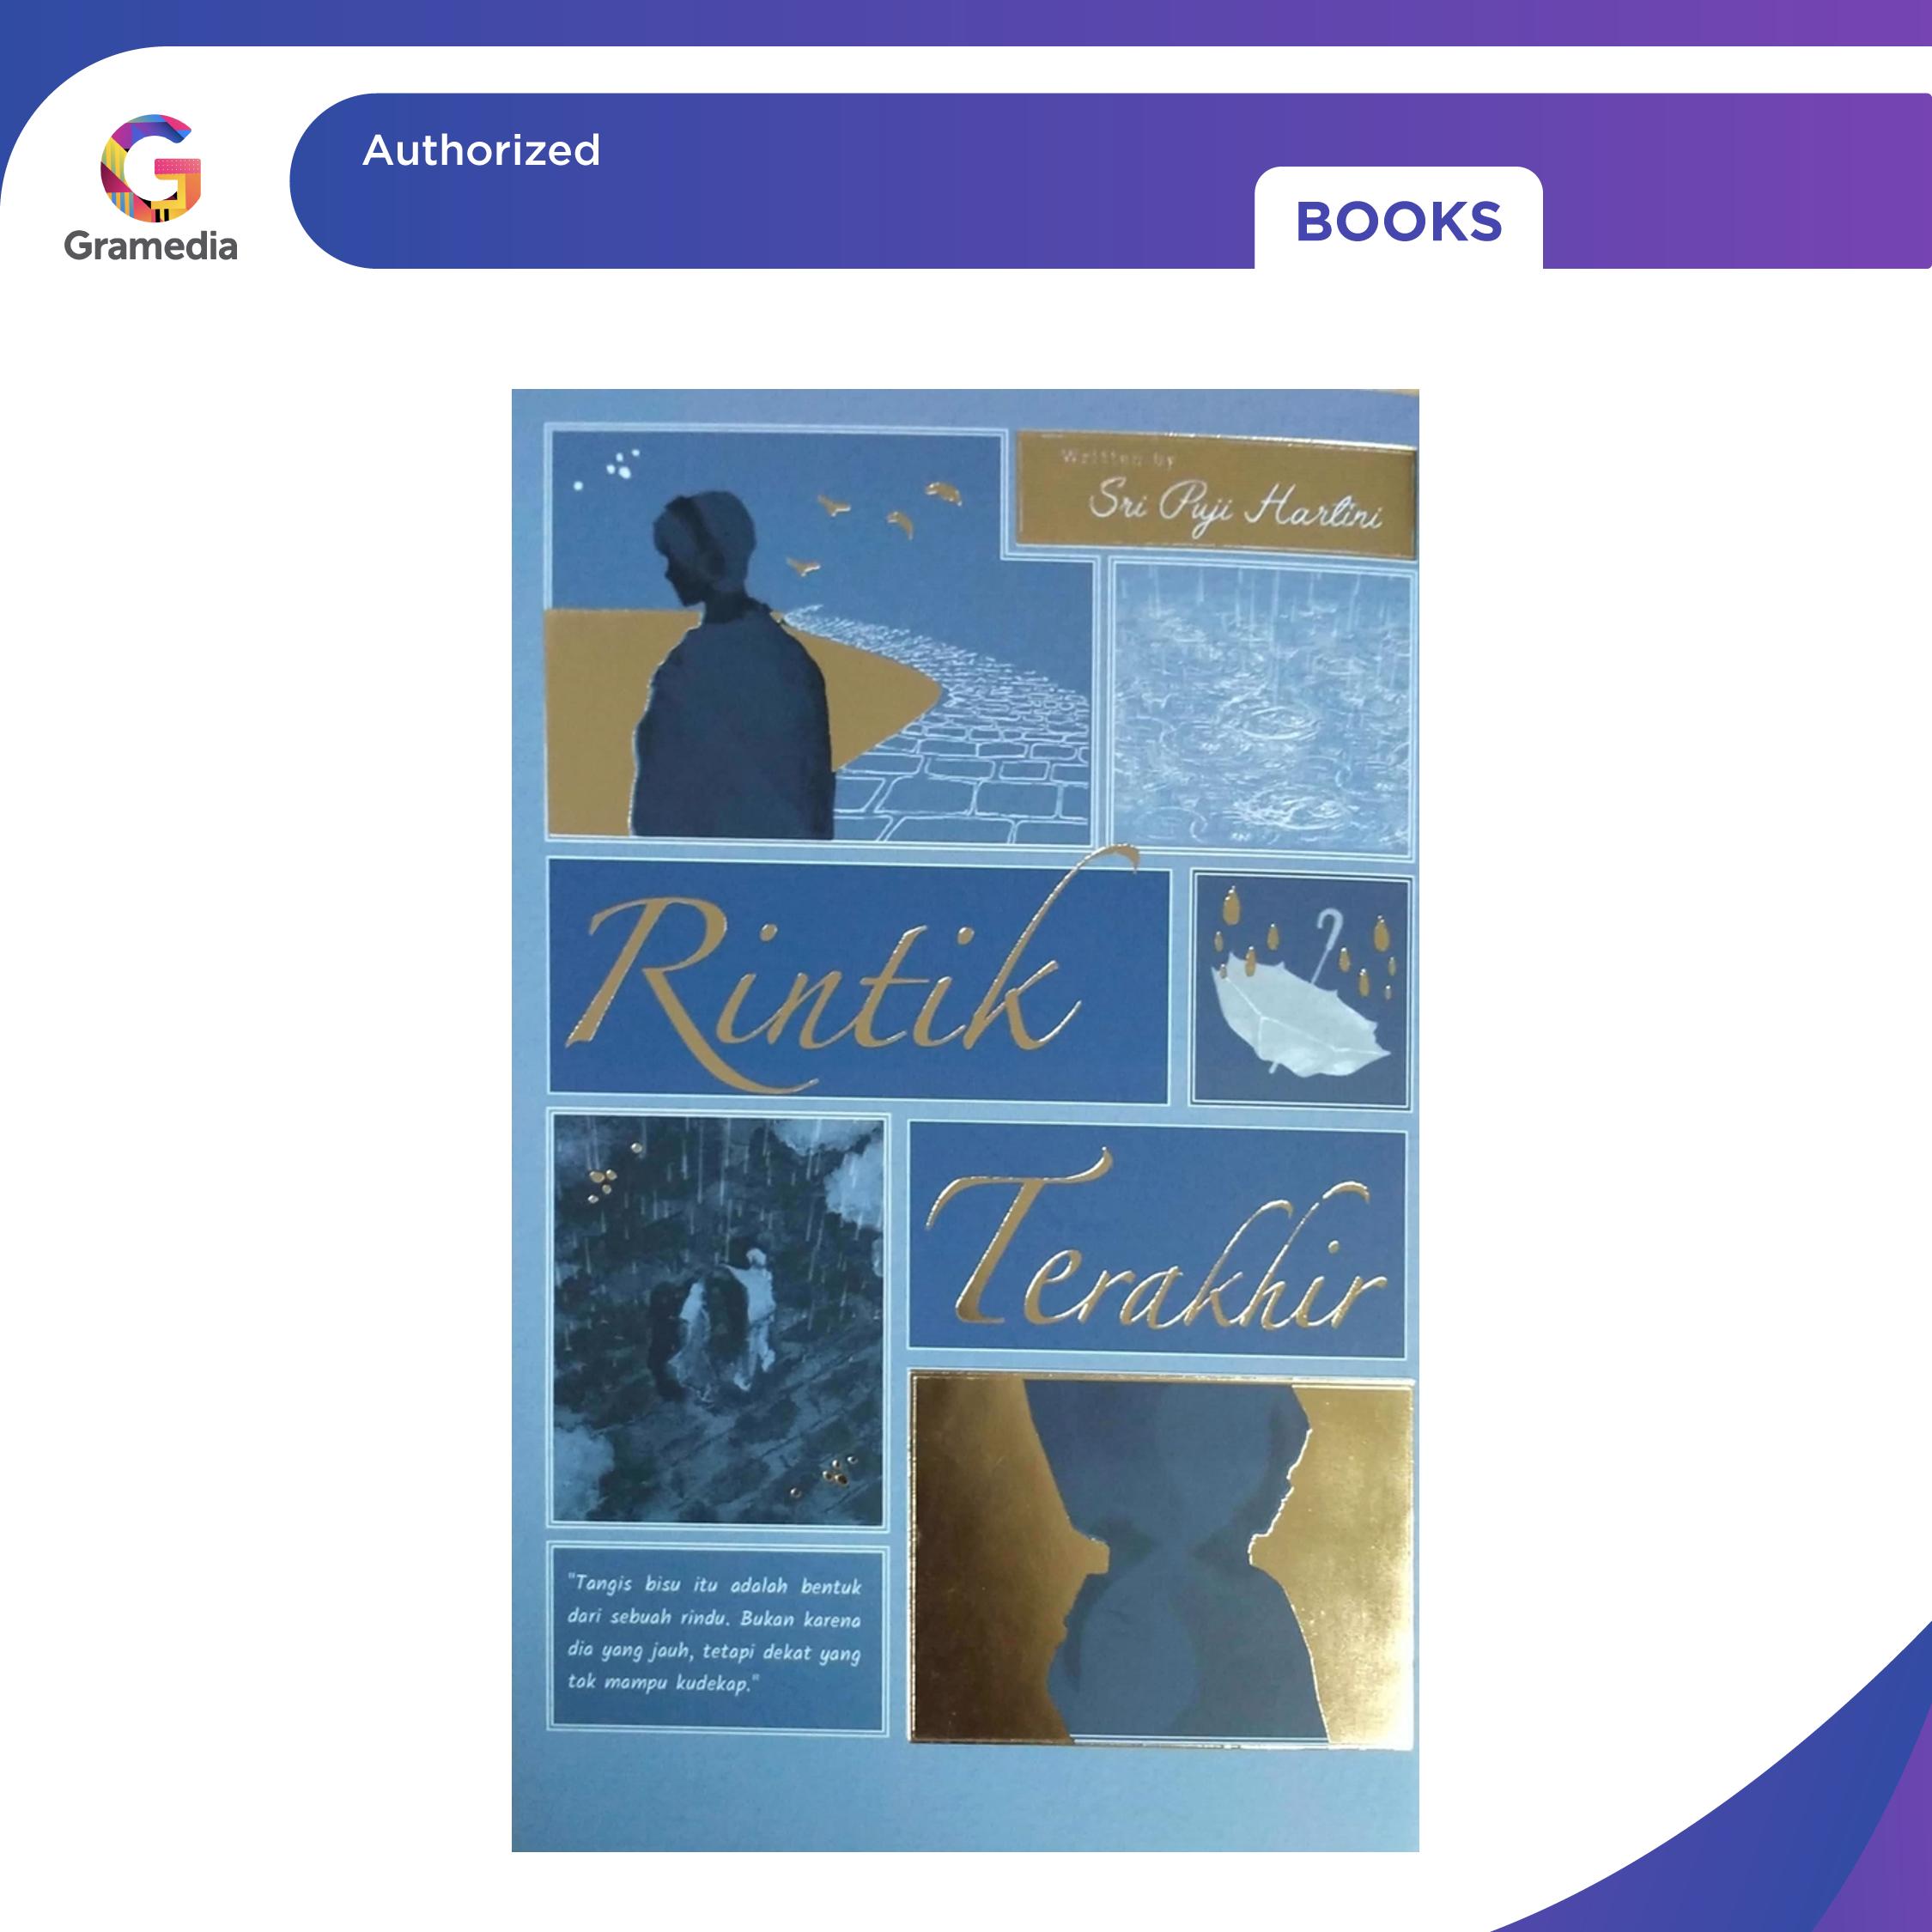 Gramedia
Authorized
BOOKS
Written by
Sri Puji Hartini
Rintik
Terakhir
"Tangis bisu itu adalah bentuk
dari sebuah rindu. Bukan karena
dia yang jauh, tetapi dekat yang
tak mampu kudekap."